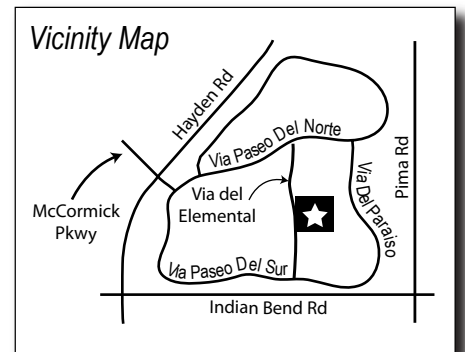 Vicinity Map
Hayden Rd
Via Paseo Del Norte
Pima Rd
Via Del Paraiso
McCormick
Pkwy
Via del
Elemental
Via Paseo Del Sur
Indian Bend Rd